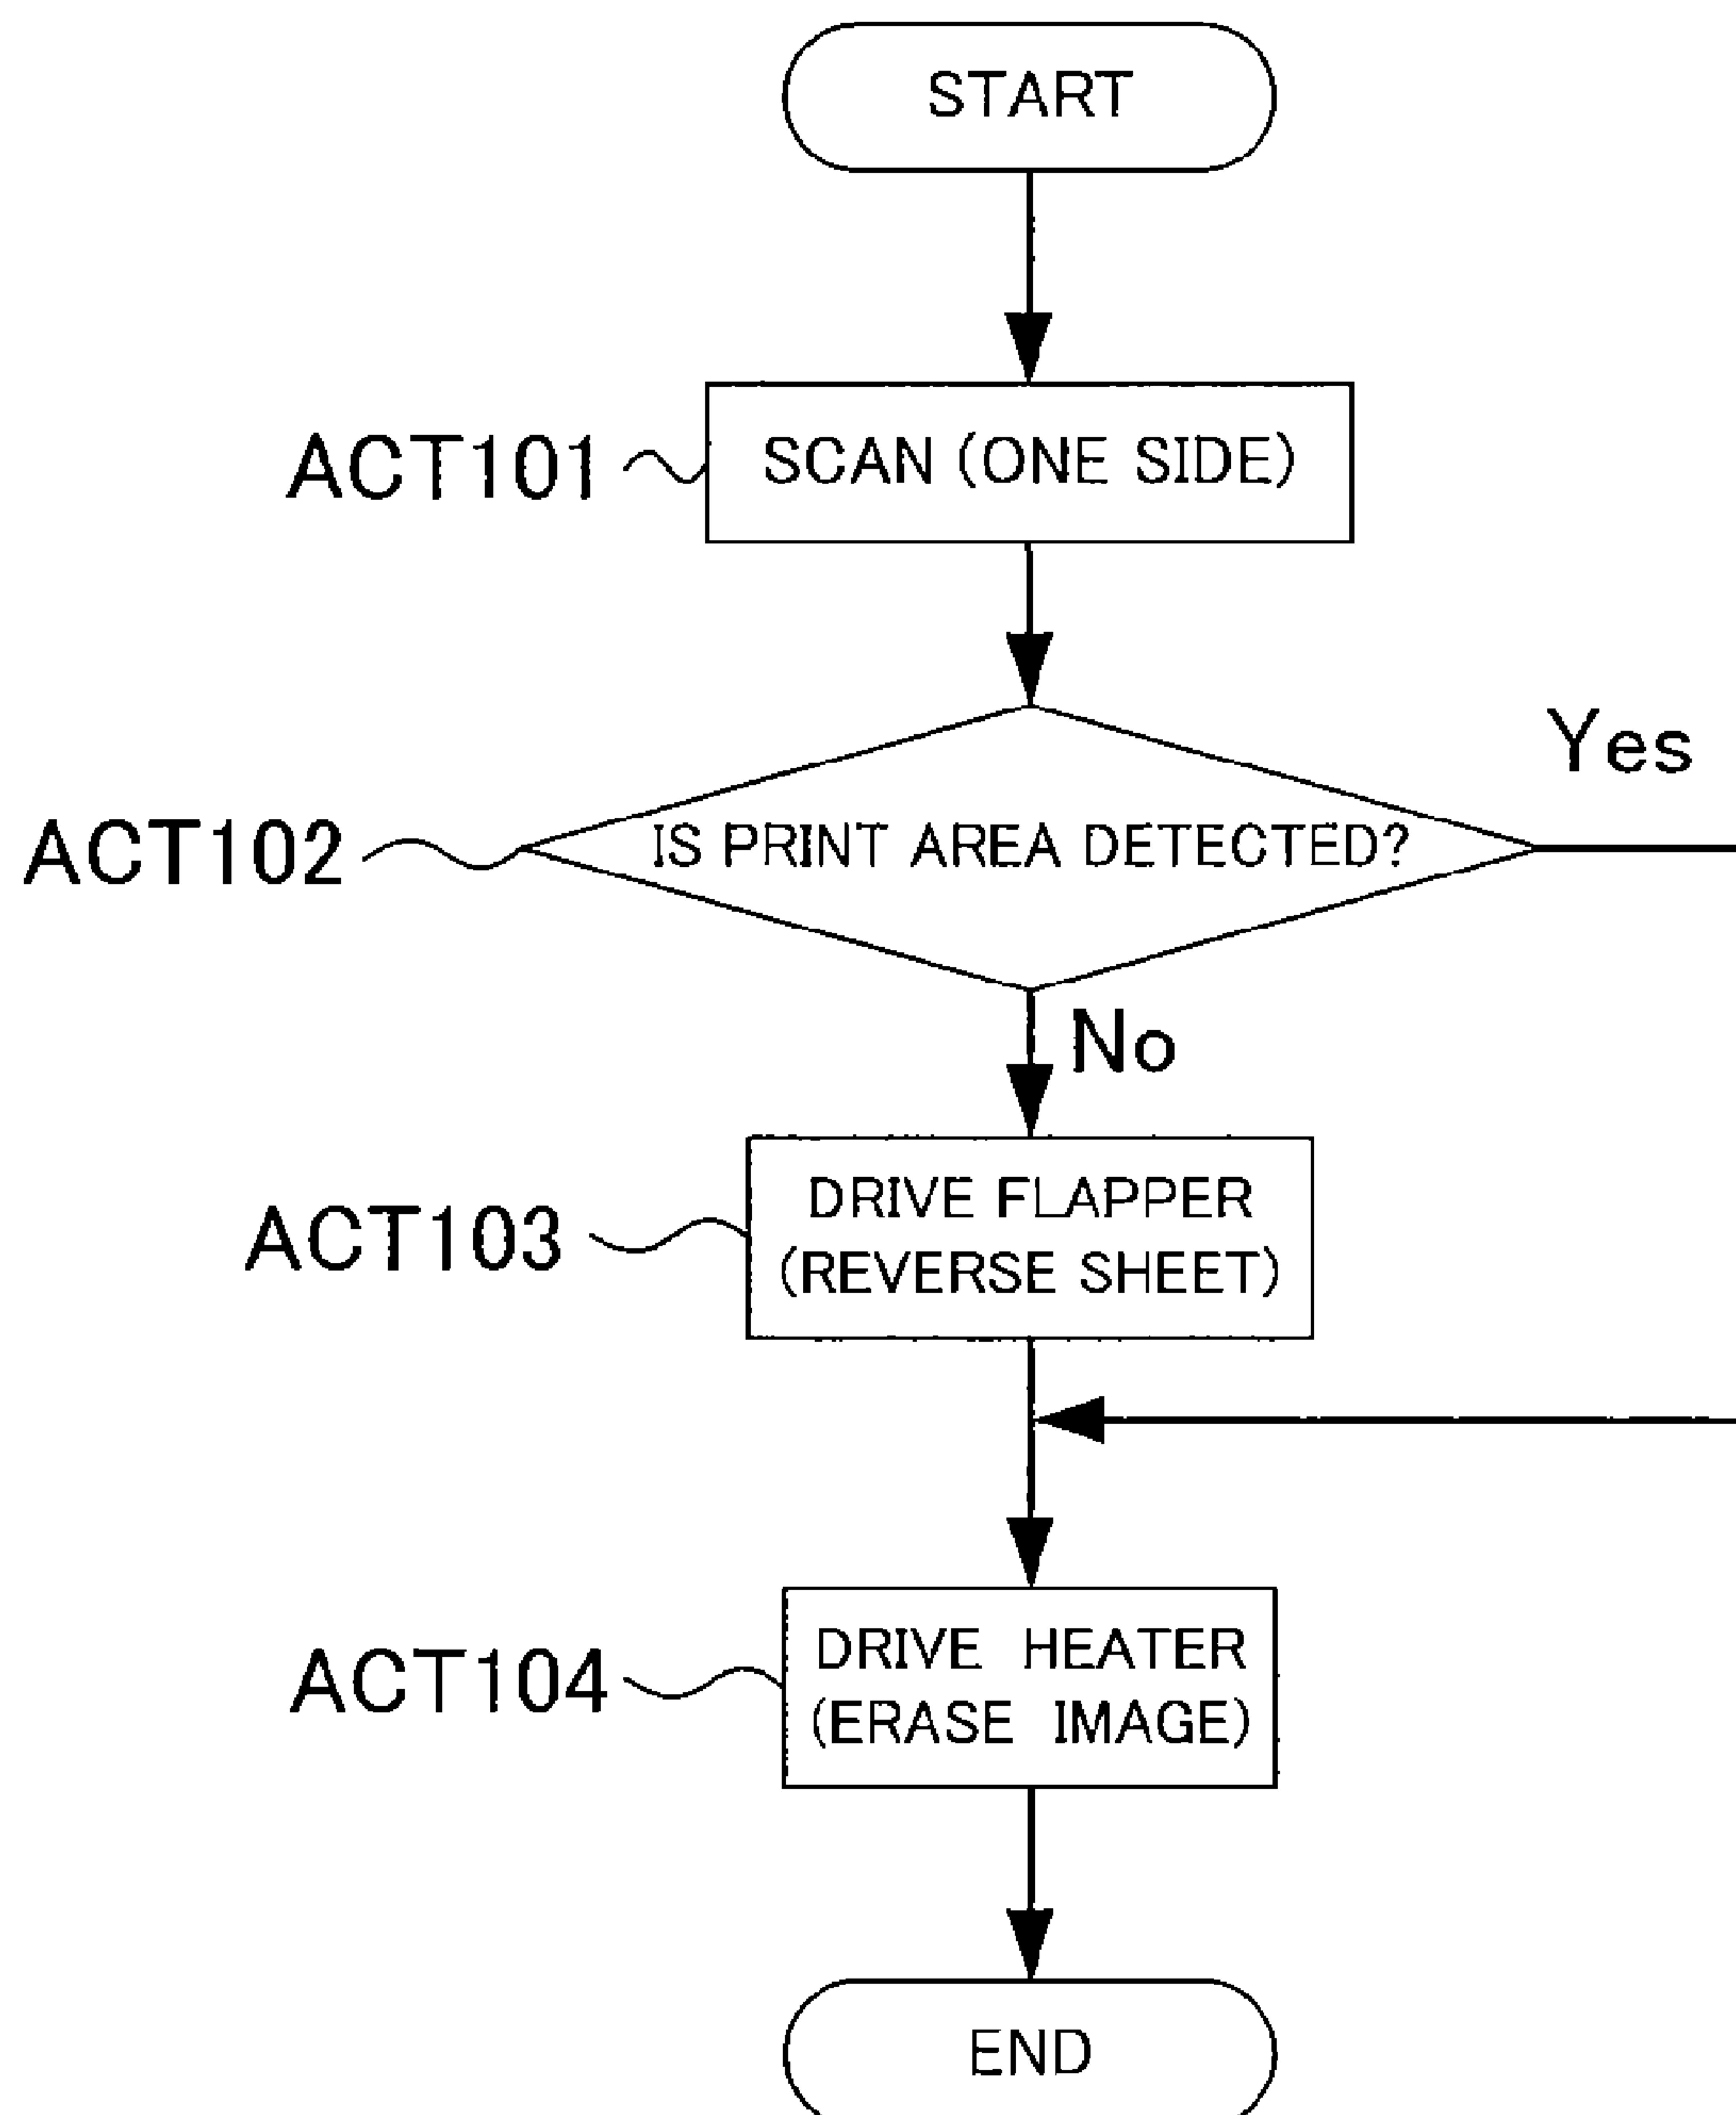 START
ACT101
SCAN (ONE SIDE)
Yes
ACT102
IS PRINT AREA DETECTED?
No
ACT103
DRIVE FLAPPER
(REVERSE SHEET)
ACT104
DRIVE HEATER
(ERASE IMAGE)
END